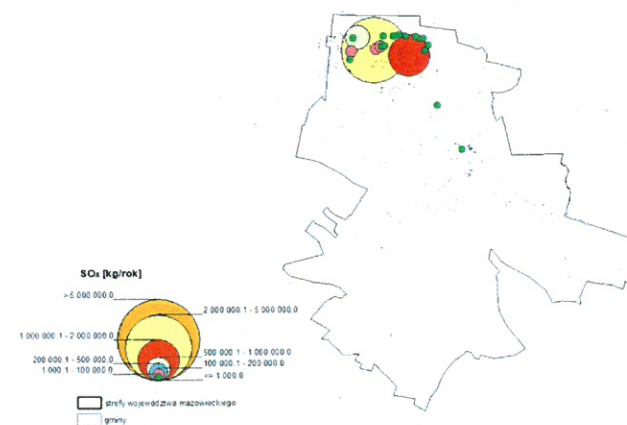 SOx [kg/rok]
> 5 000 000.0
2 000 000.1 - 5 000 000.0
1 000 000.1 - 2 000 000.0
500 000.1 - 1 000 000.0
200 000.1 - 500 000.0
100 000.1 - 200 000.0
1 000.1 - 100 000.0
<= 1 000.0
strefy województwa mazowieckiego
gminy